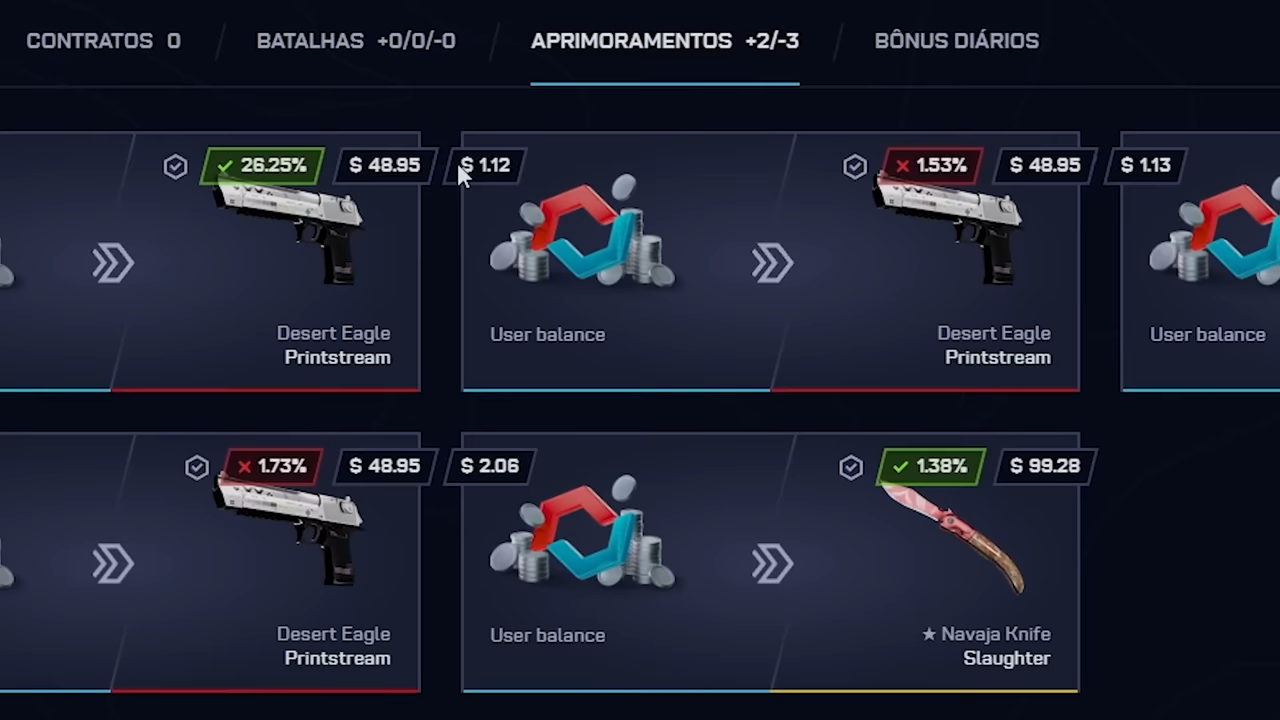 CONTRATOS 0
BATALHAS +0/0/-0
APRIMORAMENTOS +2/-3
BÔNUS DIÁRIOS
26.25%
$ 48.95
$ 1.12
1.53%
$ 48.95
$ 1.13
Desert Eagle
Printstream
User balance
Desert Eagle
Printstream
User balance
1.73%
$ 48.95
$ 2.06
1.38%
$ 99.28
Desert Eagle
Printstream
User balance
★ Navaja Knife
Slaughter